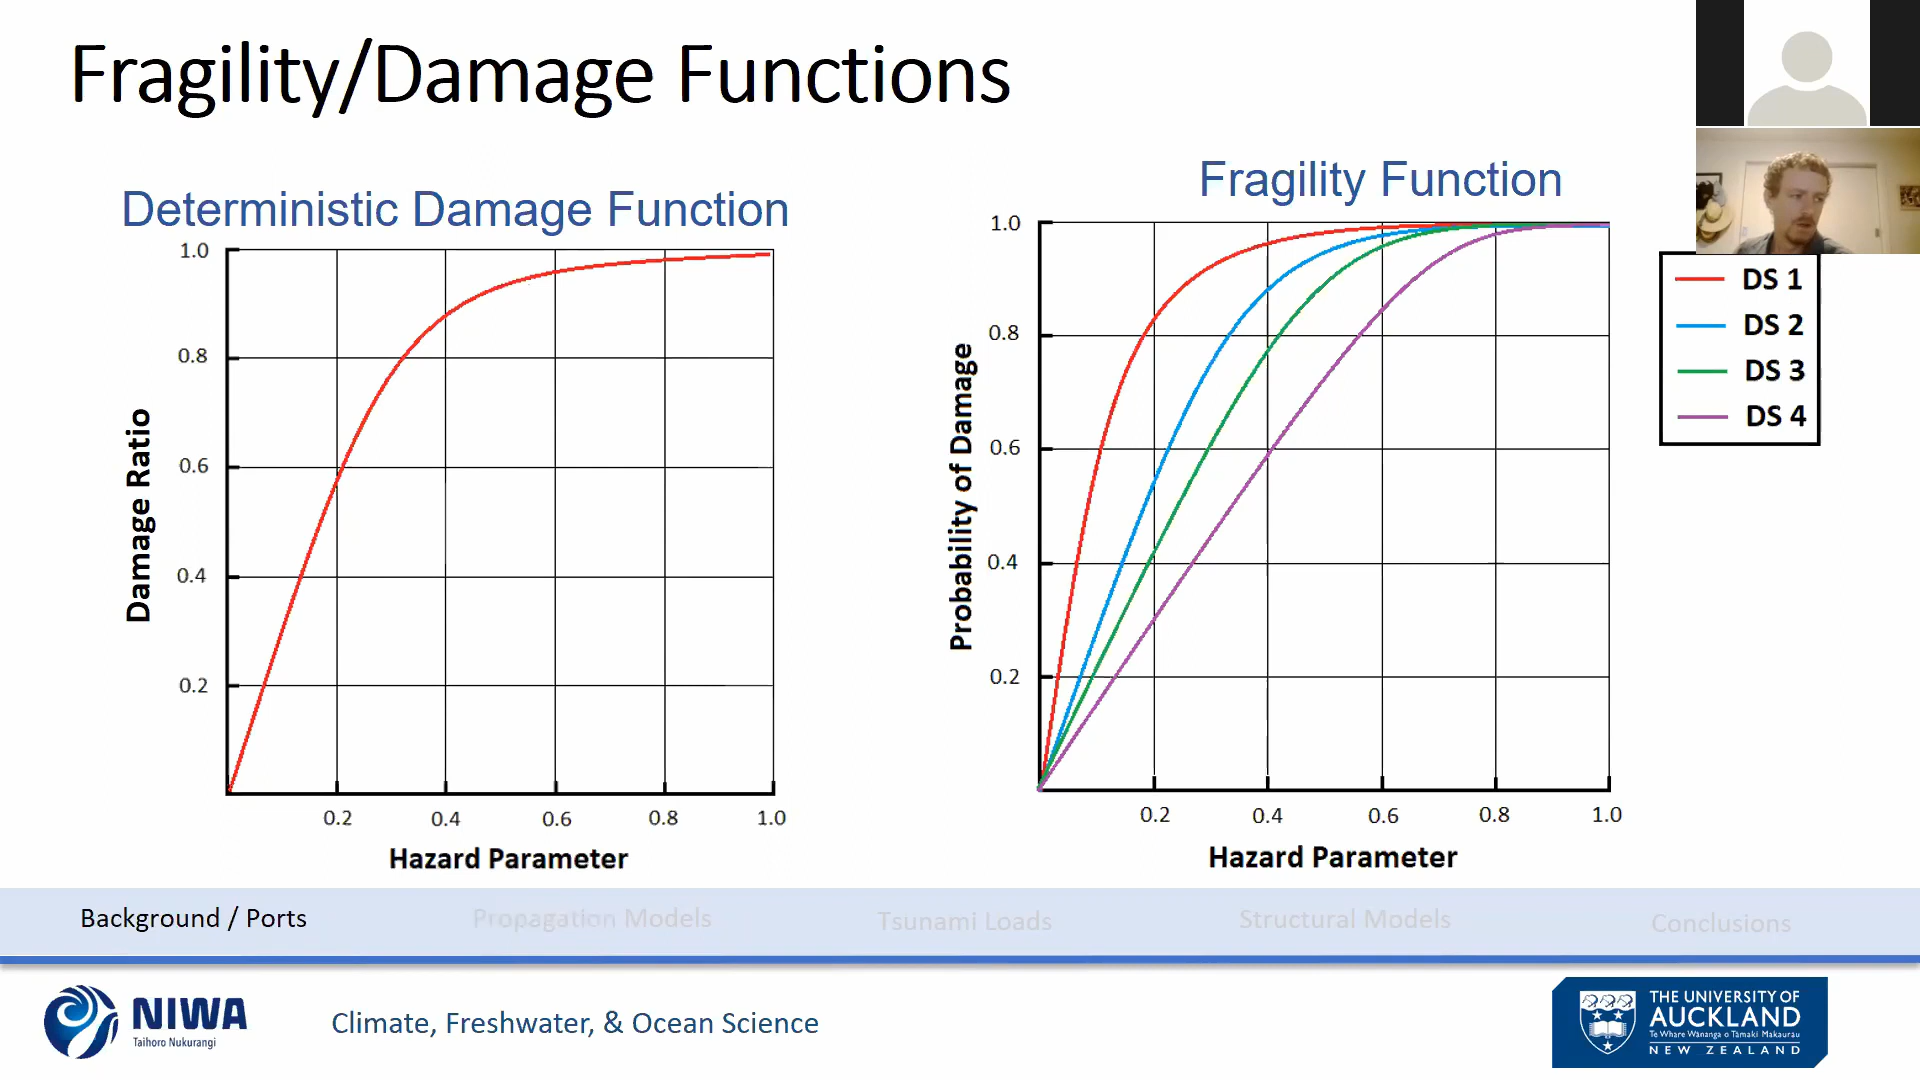 Fragility/Damage Functions
Deterministic Damage Function
1.0
0.8
0.6
0.4
0.2
Damage Ratio
0.2 0.4 0.6 0.8 1.0
Hazard Parameter
Fragility Function
1.0
0.8
0.6
0.4
0.2
Probability of Damage
0.2 0.4 0.6 0.8 1.0
Hazard Parameter
DS 1
DS 2
DS 3
DS 4
Background / Ports Propagation Models Tsunami Loads Structural Models Conclusions
NIWA
Taihoro Nukurangi
Climate, Freshwater, & Ocean Science
THE UNIVERSITY OF
AUCKLAND
Te Whare Wānanga o Tāmaki Makaurau
NEW ZEALAND